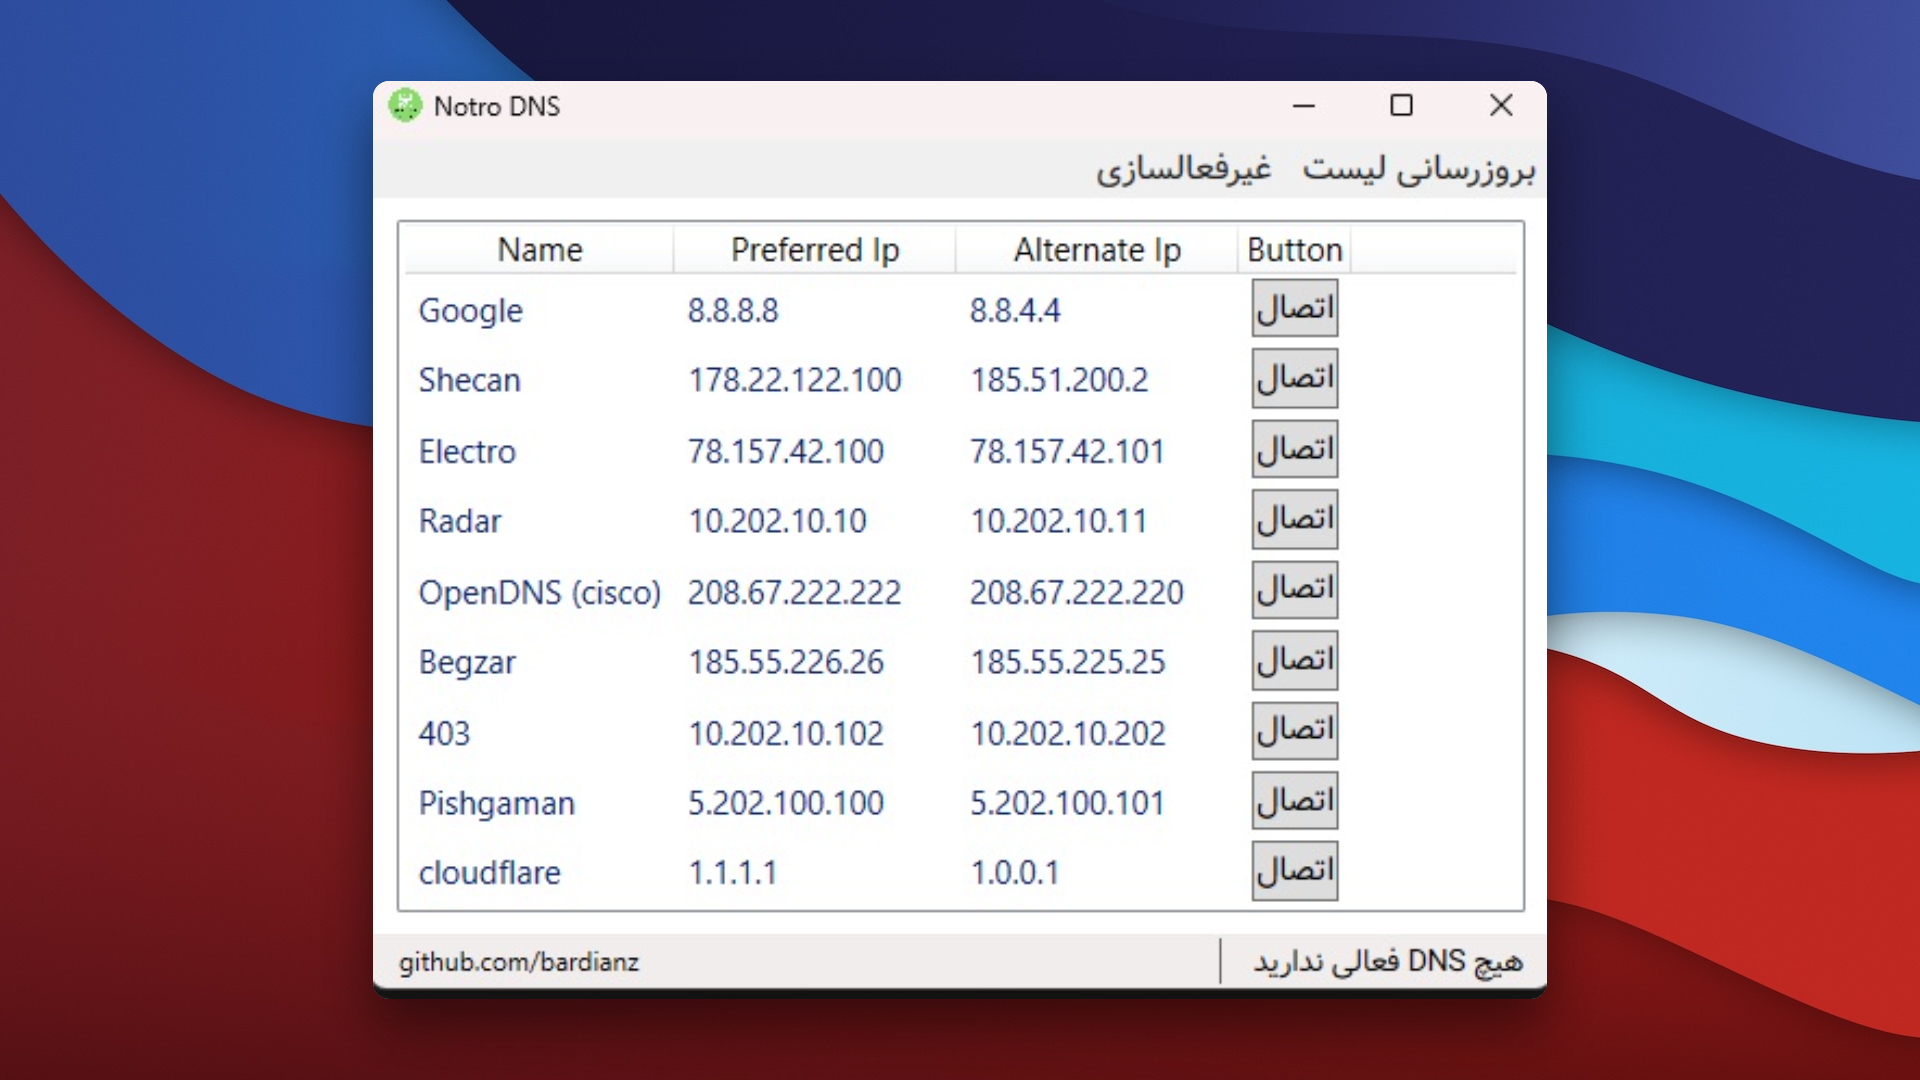 Notro DNS
بروزرسانی لیست غیرفعالسازی
Name Preferred Ip Alternate Ip Button
Google 8.8.8.8 8.8.4.4 اتصال
Shecan 178.22.122.100 185.51.200.2 اتصال
Electro 78.157.42.100 78.157.42.101 اتصال
Radar 10.202.10.10 10.202.10.11 اتصال
OpenDNS (cisco) 208.67.222.222 208.67.222.220 اتصال
Begzar 185.55.226.26 185.55.225.25 اتصال
403 10.202.10.102 10.202.10.202 اتصال
Pishgaman 5.202.100.100 5.202.100.101 اتصال
cloudflare 1.1.1.1 1.0.0.1 اتصال
github.com/bardianz
هیچ DNS فعالی ندارید